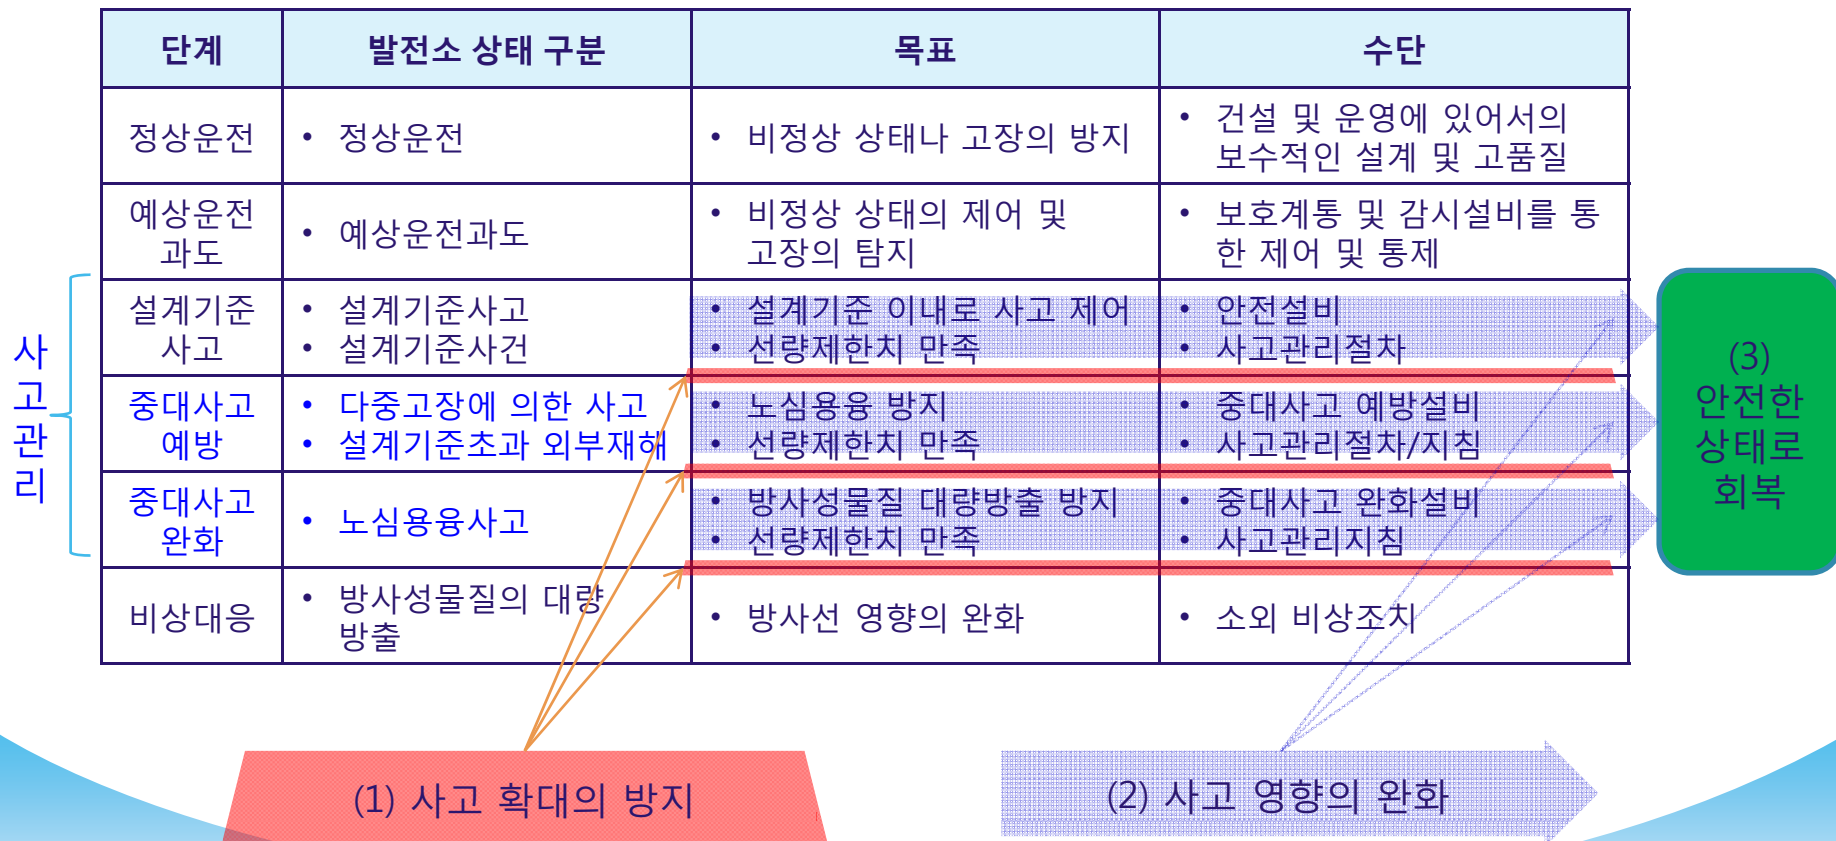 단계 발전소 상태 구분 목표 수단
정상운전 • 정상운전 • 비정상 상태나 고장의 방지 • 건설 및 운영에 있어서의
보수적인 설계 및 고품질
예상운전
과도 • 예상운전과도 • 비정상 상태의 제어 및
고장의 탐지 • 보호계통 및 감시설비를 통
한 제어 및 통제
사고관리
설계기준
사고 • 설계기준사고
• 설계기준사건 • 설계기준 이내로 사고 제어
• 선량제한치 만족 • 안전설비
• 사고관리절차
중대사고
예방 • 다중고장에 의한 사고
• 설계기준초과 외부재해 • 노심용융 방지
• 선량제한치 만족 • 중대사고 예방설비
• 사고관리절차/지침
중대사고
완화 • 노심용융사고 • 방사성물질 대량방출 방지
• 선량제한치 만족 • 중대사고 완화설비
• 사고관리지침
비상대응 • 방사성물질의 대량
방출 • 방사선 영향의 완화 • 소외 비상조치
(3)
안전한
상태로
회복
(1) 사고 확대의 방지
(2) 사고 영향의 완화